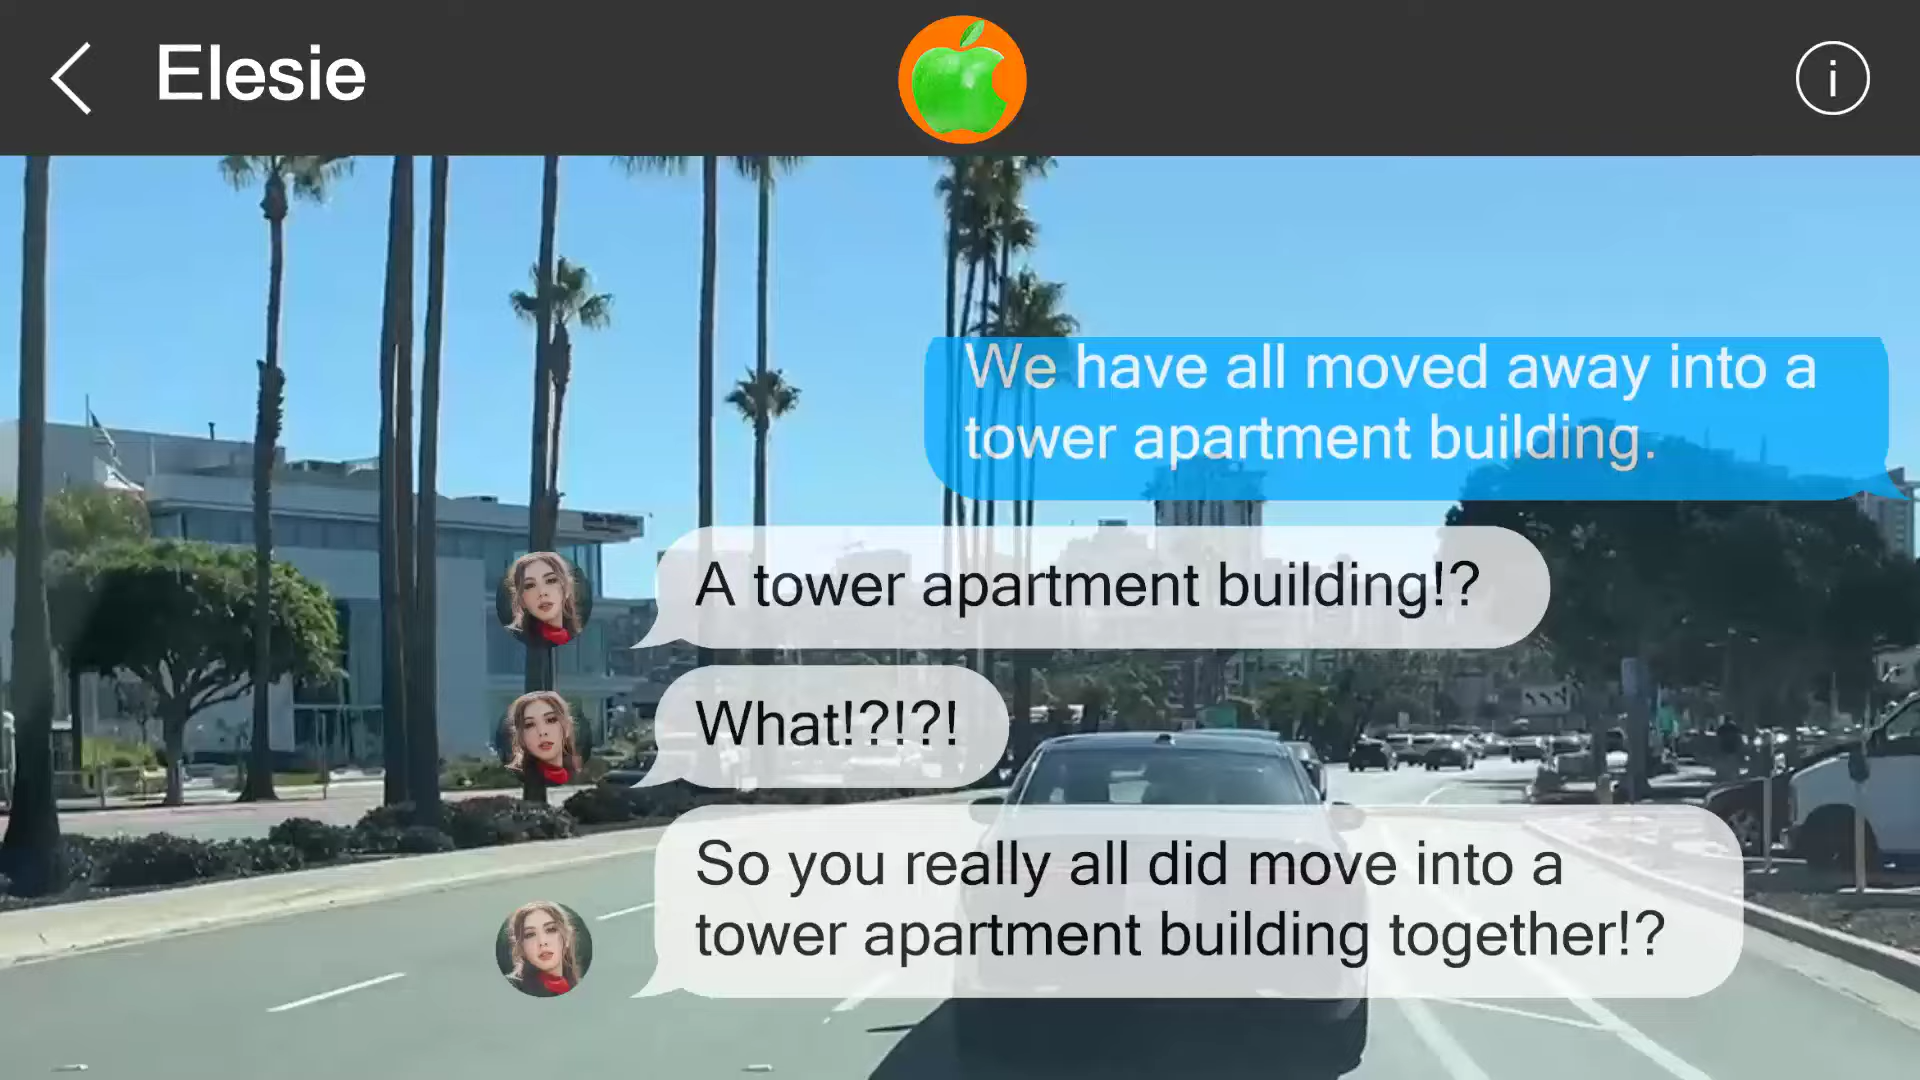 Elesie
i
We have all moved away into a
tower apartment building.
A tower apartment building!?
What!?!?!
So you really all did move into a
tower apartment building together!?